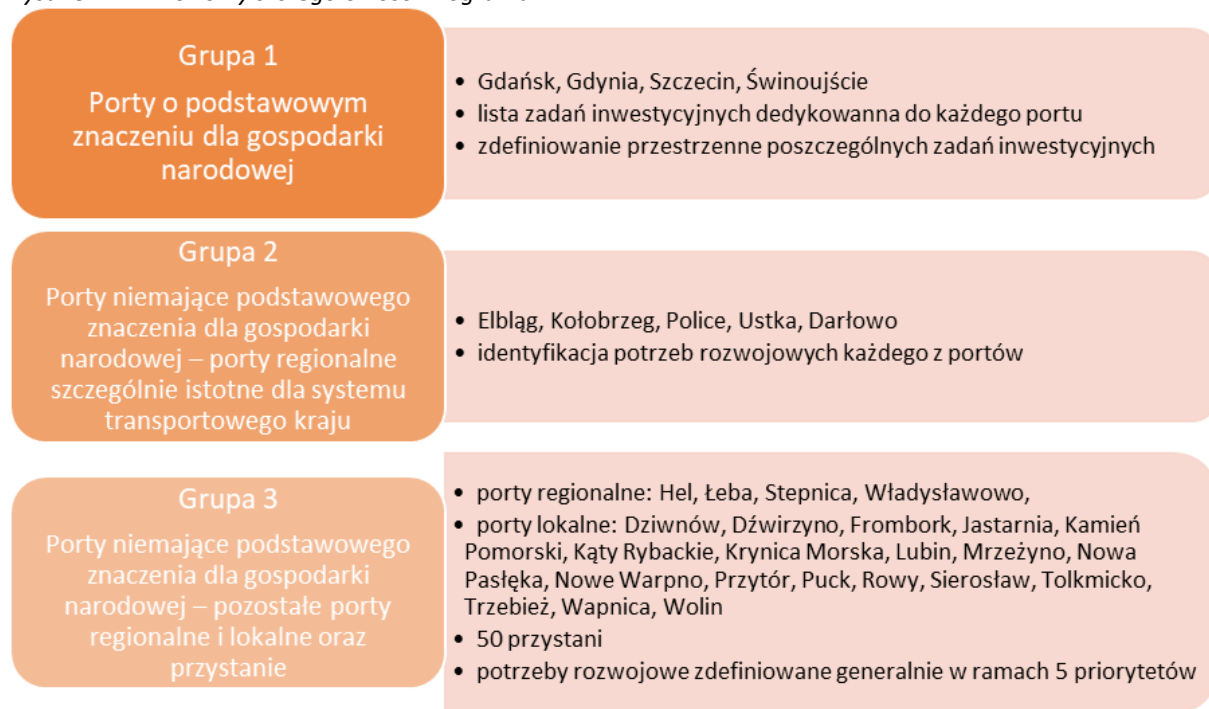 Grupa 1
Porty o podstawowym
znaczeniu dla gospodarki
narodowej
• Gdańsk, Gdynia, Szczecin, Świnoujście
• lista zadań inwestycyjnych dedykowanna do każdego portu
• zdefiniowanie przestrzenne poszczególnych zadań inwestycyjnych
Grupa 2
Porty niemające podstawowego
znaczenia dla gospodarki
narodowej – porty regionalne
szczególnie istotne dla systemu
transportowego kraju
• Elbląg, Kołobrzeg, Police, Ustka, Darłowo
• identyfikacja potrzeb rozwojowych każdego z portów
Grupa 3
Porty niemające podstawowego
znaczenia dla gospodarki
narodowej – pozostałe porty
regionalne i lokalne oraz
przystanie
• porty regionalne: Hel, Łeba, Stepnica, Władysławowo,
• porty lokalne: Dziwnów, Dźwirzyno, Frombork, Jastarnia, Kamień
Pomorski, Kąty Rybackie, Krynica Morska, Lubin, Mrzeżyno, Nowa
Pasłęka, Nowe Warpno, Przytór, Puck, Rowy, Sierosław, Tolkmicko,
Trzebież, Wapnica, Wolin
• 50 przystani
• potrzeby rozwojowe zdefiniowane generalnie w ramach 5 priorytetów